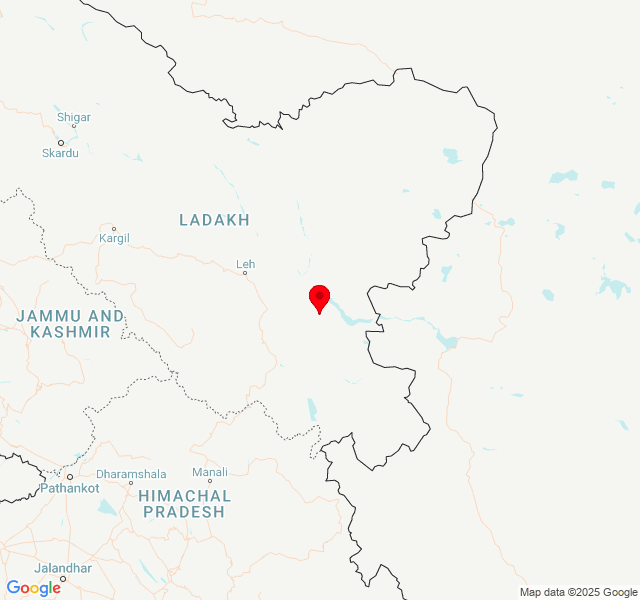 Shigar
Skardu
LADAKH
Kargil
Leh
JAMMU AND
KASHMIR
Dharamshala
Manali
Pathankot
HIMACHAL
PRADESH
Jalandhar
Google
Map data ©2025 Google